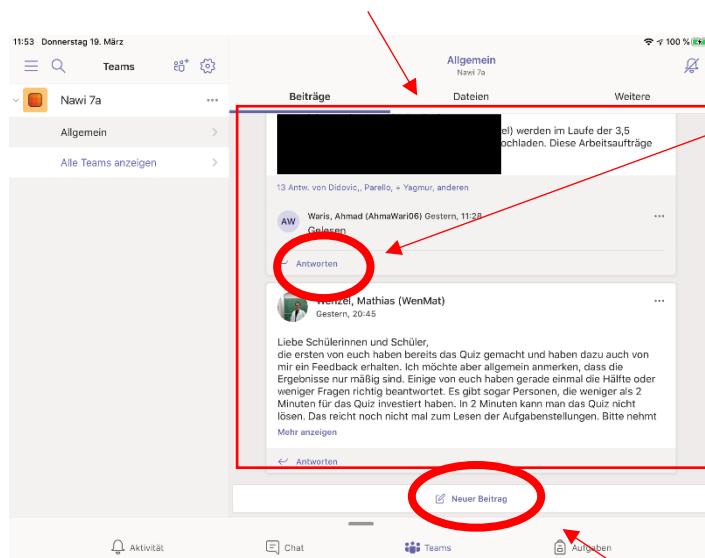 11:53 Donnerstag 19. März
100 %
Teams
Nawi 7a
Allgemein
Alle Teams anzeigen
Allgemein
Nawi 7a
Beiträge Dateien Weitere
werden im Laufe der 3,5
Diese Arbeitsaufträge
13 Antw. von Didovic,, Parello, + Yagmur, anderen
AW
Waris, Ahmad (AhmaWari06) Gestern, 11:28
Gelesen
Antworten
Wenzel, Mathias (WenMat)
Gestern, 20:45
Liebe Schülerinnen und Schüler,
die ersten von euch haben bereits das Quiz gemacht und haben dazu auch von
mir ein Feedback erhalten. Ich möchte aber allgemein anmerken, dass die
Ergebnisse nur mäßig sind. Einige von euch haben gerade einmal die Hälfte oder
weniger Fragen richtig beantwortet. Es gibt sogar Personen, die weniger als 2
Minuten für das Quiz investiert haben. In 2 Minuten kann man das Quiz nicht
lösen. Das reicht noch nicht mal zum Lesen der Aufgabenstellungen. Bitte nehmt
Mehr anzeigen
Antworten
Neuer Beitrag
Aktivität Chat Teams Aufgaben